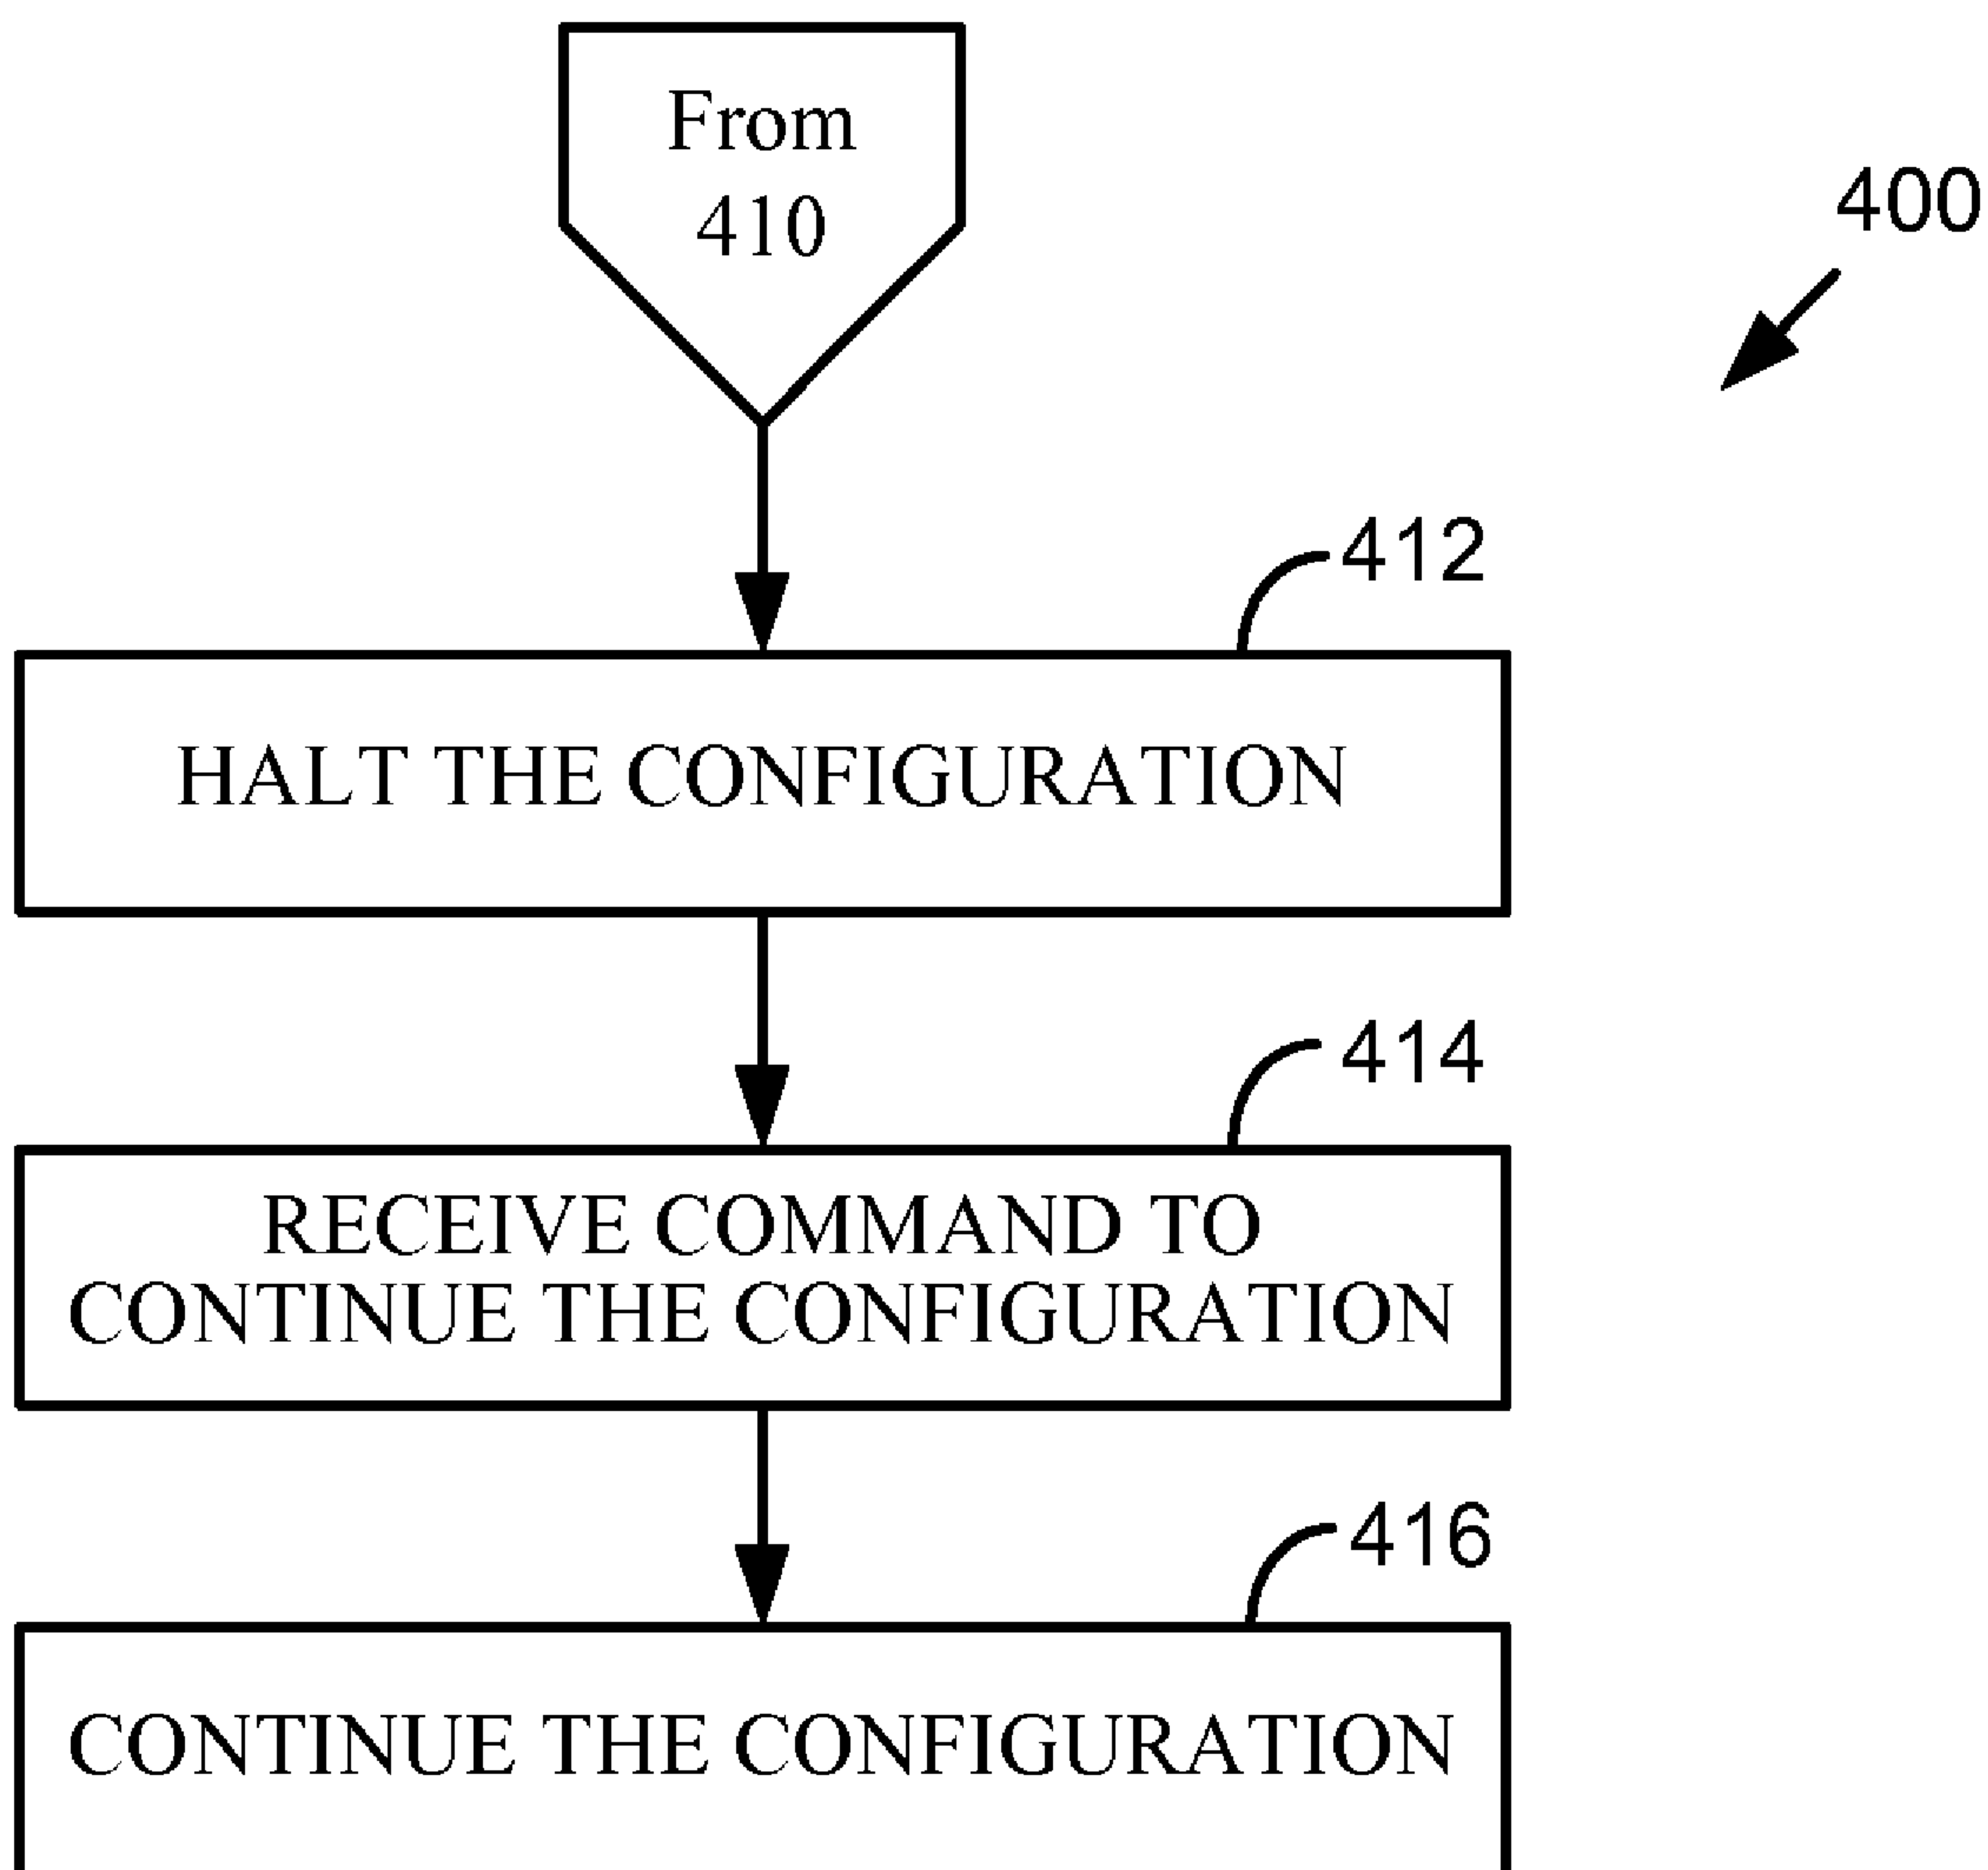 From
410
400
412
HALT THE CONFIGURATION
414
RECEIVE COMMAND TO
CONTINUE THE CONFIGURATION
416
CONTINUE THE CONFIGURATION